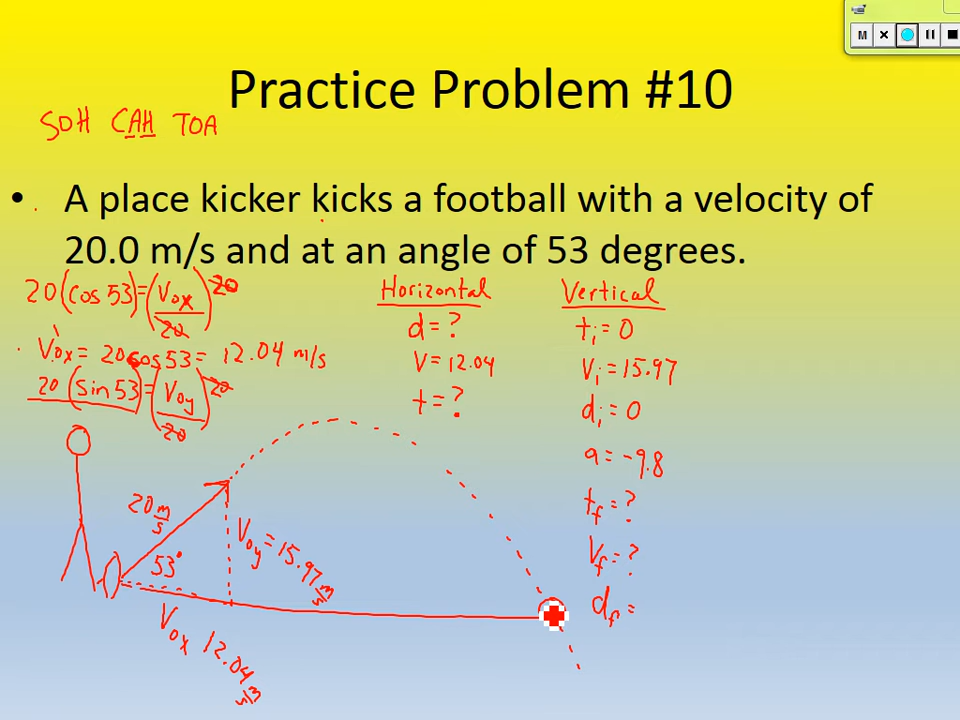 M
Practice Problem #10
SOH CAH TOA
• A place kicker kicks a football with a velocity of
20.0 m/s and at an angle of 53 degrees.
20(cos 53)=(Vox/20)20
Vox = 20cos53= 12.04 m/s
20(Sin 53)=(Voy/20)20
Horizontal
d=?
V=12.04
t=?
Vertical
ti=0
Vi=15.97
di=0
a=-9.8
tf=?
Vf=?
df=
20 m/s
53°
Voy=15.97 m/s
Vox 12.04 m/s